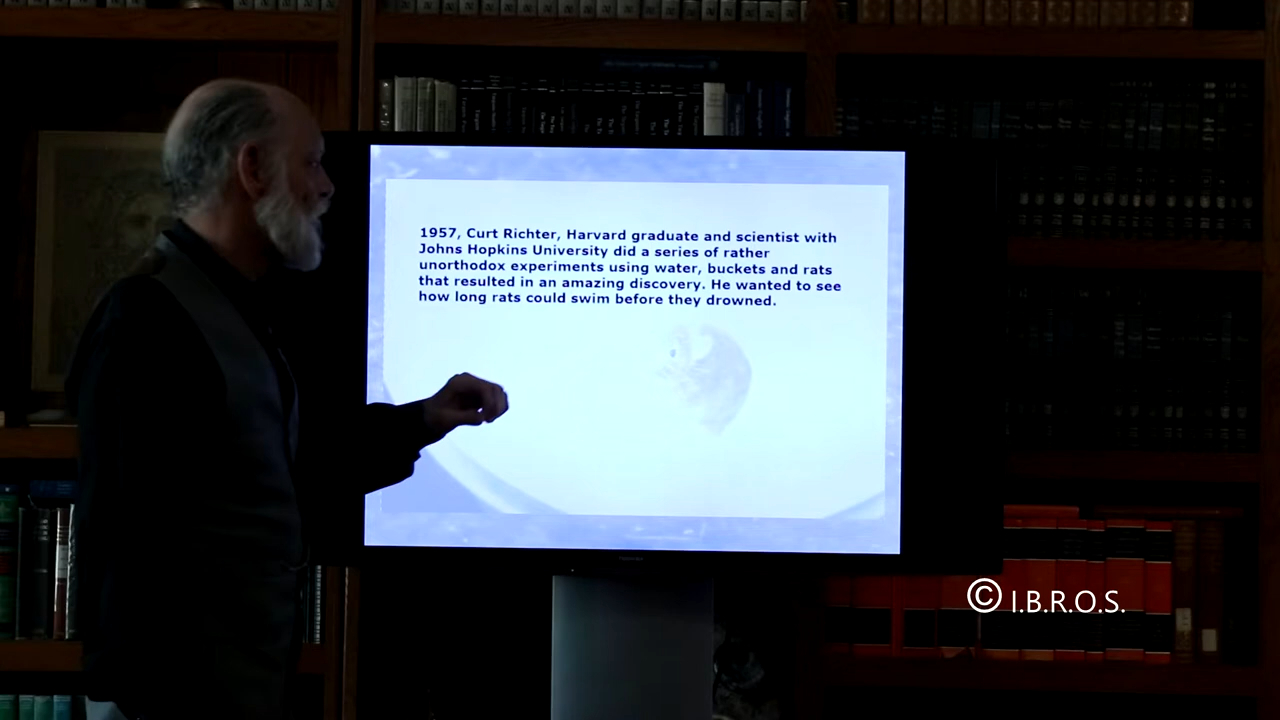 1957, Curt Richter, Harvard graduate and scientist with
Johns Hopkins University did a series of rather
unorthodox experiments using water, buckets and rats
that resulted in an amazing discovery. He wanted to see
how long rats could swim before they drowned.
© I.B.R.O.S.